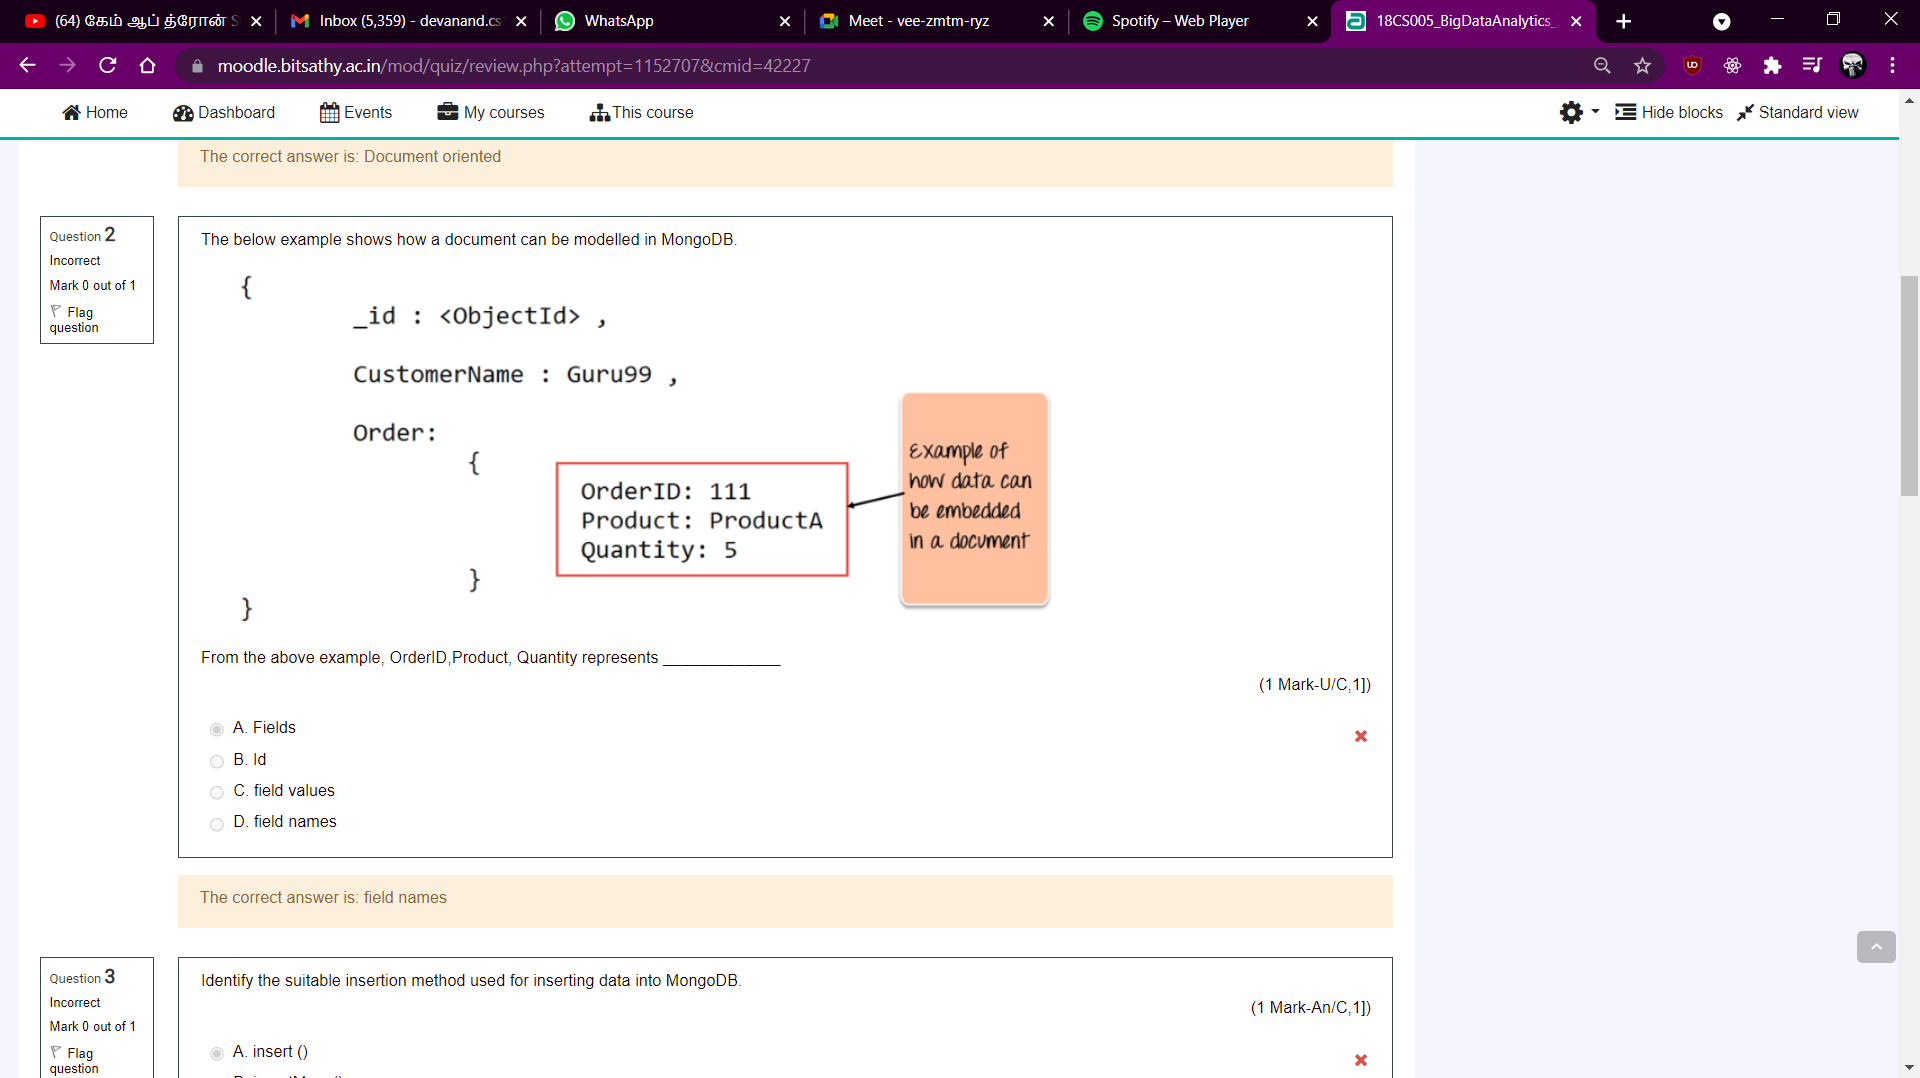 (64) கேம் ஆப் த்ரோன் S
Inbox (5,359) - devanand.cs
WhatsApp
Meet - vee-zmtm-ryz
Spotify – Web Player
18CS005_BigDataAnalytics_
moodle.bitsathy.ac.in/mod/quiz/review.php?attempt=1152707&cmid=42227
Home
Dashboard
Events
My courses
This course
Hide blocks
Standard view
The correct answer is: Document oriented
Question 2
Incorrect
Mark 0 out of 1
Flag
question
The below example shows how a document can be modelled in MongoDB.
{
_id : <ObjectId> ,
CustomerName : Guru99 ,
Order:
{
OrderID: 111
Product: ProductA
Quantity: 5
}
}
Example of
how data can
be embedded
in a document
From the above example, OrderID,Product, Quantity represents _____________
(1 Mark-U/C,1])
A. Fields
B. Id
C. field values
D. field names
The correct answer is: field names
Question 3
Incorrect
Mark 0 out of 1
Flag
question
Identify the suitable insertion method used for inserting data into MongoDB.
(1 Mark-An/C,1])
A. insert ()